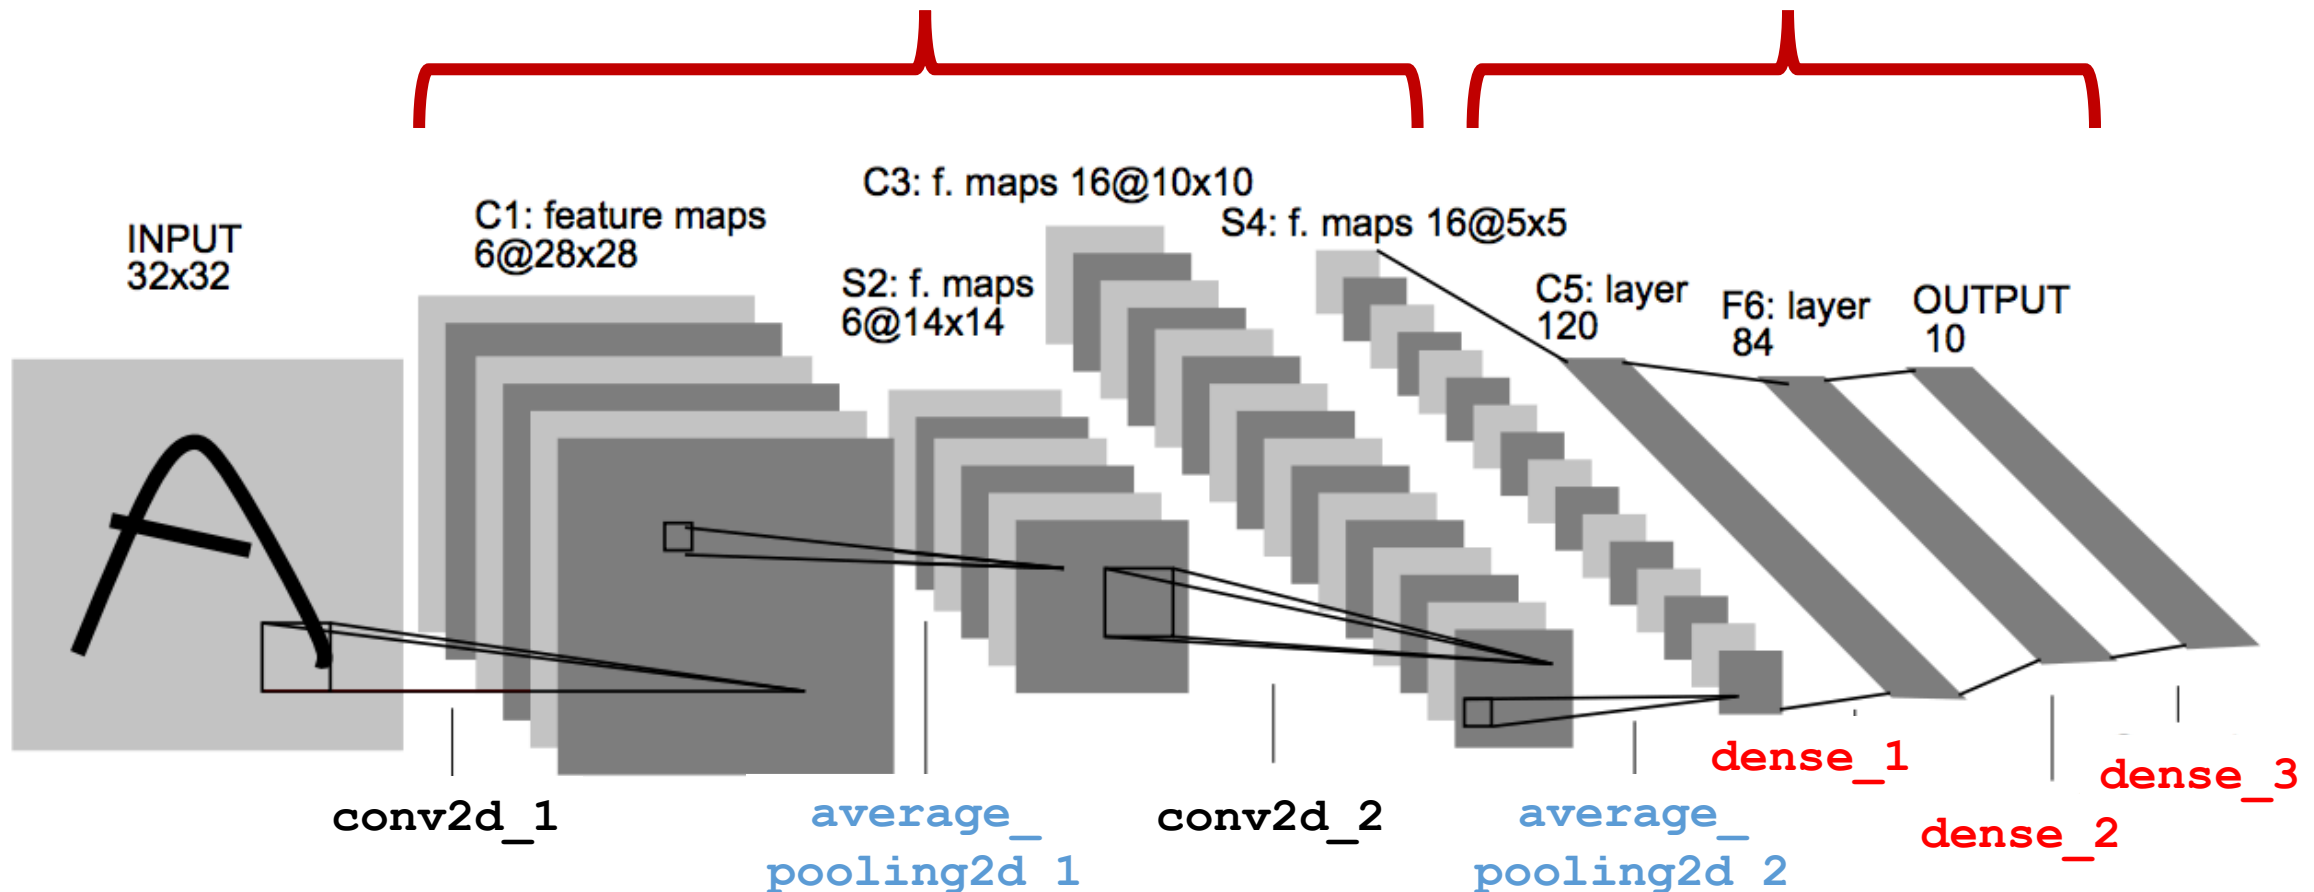 INPUT
32x32
C1: feature maps
6@28x28
S2: f. maps
6@14x14
C3: f. maps 16@10x10
S4: f. maps 16@5x5
C5: layer
120
F6: layer
84
OUTPUT
10
conv2d_1
average_
pooling2d_1
conv2d_2
average_
pooling2d_2
dense_1
dense_2
dense_3